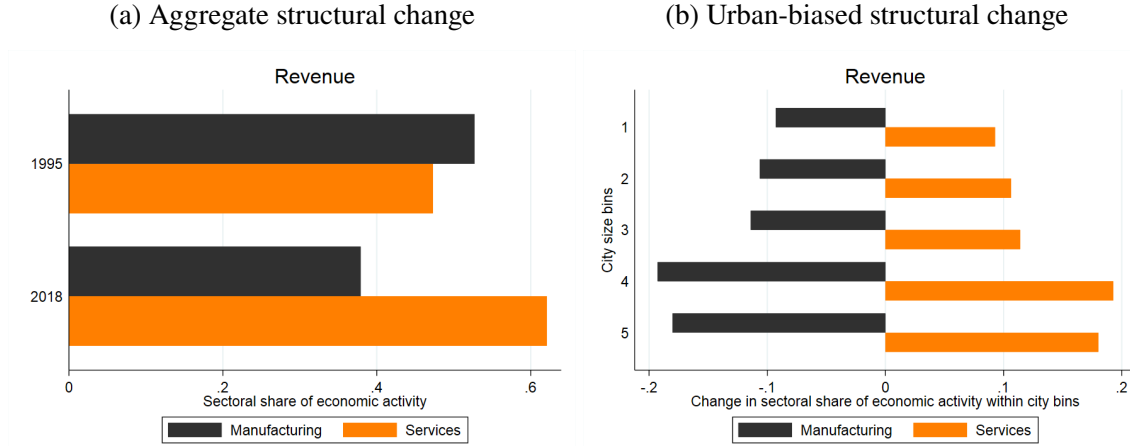 (a) Aggregate structural change
Revenue
1995
2018
0
.2
.4
.6
Sectoral share of economic activity
Manufacturing
Services
(b) Urban-biased structural change
Revenue
City size bins
1
2
3
4
5
-.2
-.1
0
.1
.2
Change in sectoral share of economic activity within city bins
Manufacturing
Services